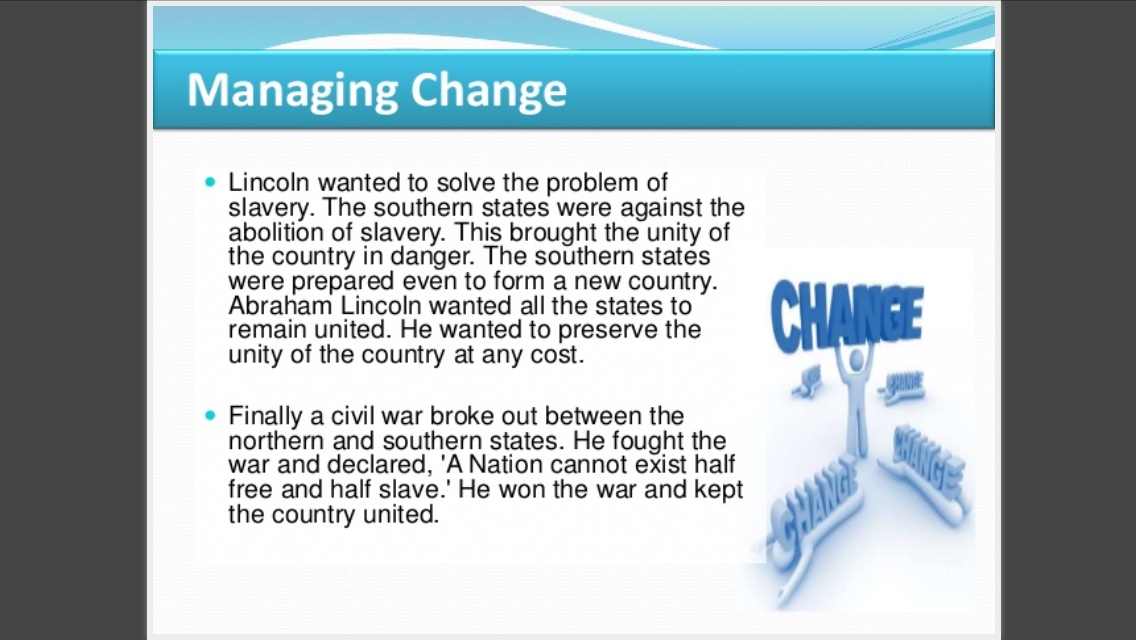 Managing Change
Lincoln wanted to solve the problem of
slavery. The southern states were against the
abolition of slavery. This brought the unity of
the country in danger. The southern states
were prepared even to form a new country.
Abraham Lincoln wanted all the states to
remain united. He wanted to preserve the
unity of the country at any cost.
Finally a civil war broke out between the
northern and southern states. He fought the
war and declared, 'A Nation cannot exist half
free and half slave.' He won the war and kept
the country united.
CHANGE
CHANGE
CHANGE
CHANGE